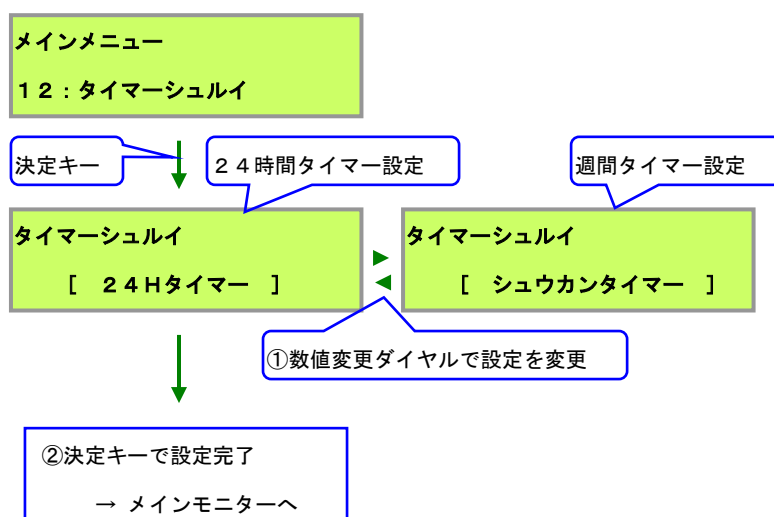 メインメニュー
１２：タイマーシュルイ
決定キー
２４時間タイマー設定
週間タイマー設定
タイマーシュルイ
［　２４Ｈタイマー　］
タイマーシュルイ
［　シュウカンタイマー　］
①数値変更ダイヤルで設定を変更
②決定キーで設定完了
→ メインモニターへ